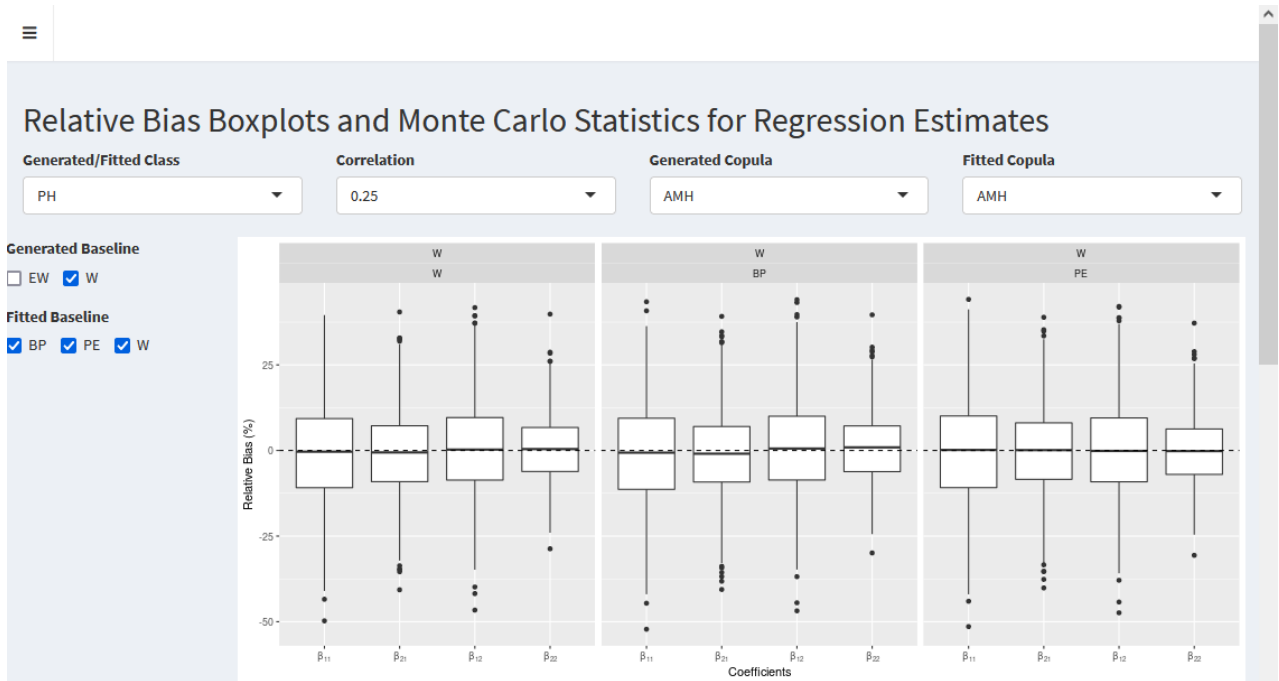 Relative Bias Boxplots and Monte Carlo Statistics for Regression Estimates
Generated/Fitted Class Correlation Generated Copula Fitted Copula
PH 0.25 AMH AMH
Generated Baseline
EW W
Fitted Baseline
BP PE W
W W W
W BP PE
Relative Bias (%)
25
0
-25
-50
β₁₁ β₂₁ β₁₂ β₂₂ β₁₁ β₂₁ β₁₂ β₂₂ β₁₁ β₂₁ β₁₂ β₂₂
Coefficients